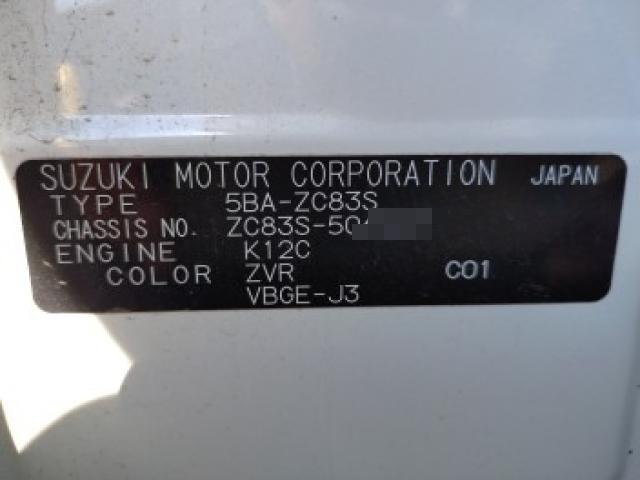 SUZUKI MOTOR CORPORATION JAPAN
TYPE 5BA-ZC83S
CHASSIS NO. ZC83S-50
ENGINE K12C
COLOR ZVR C01
VBGE-J3